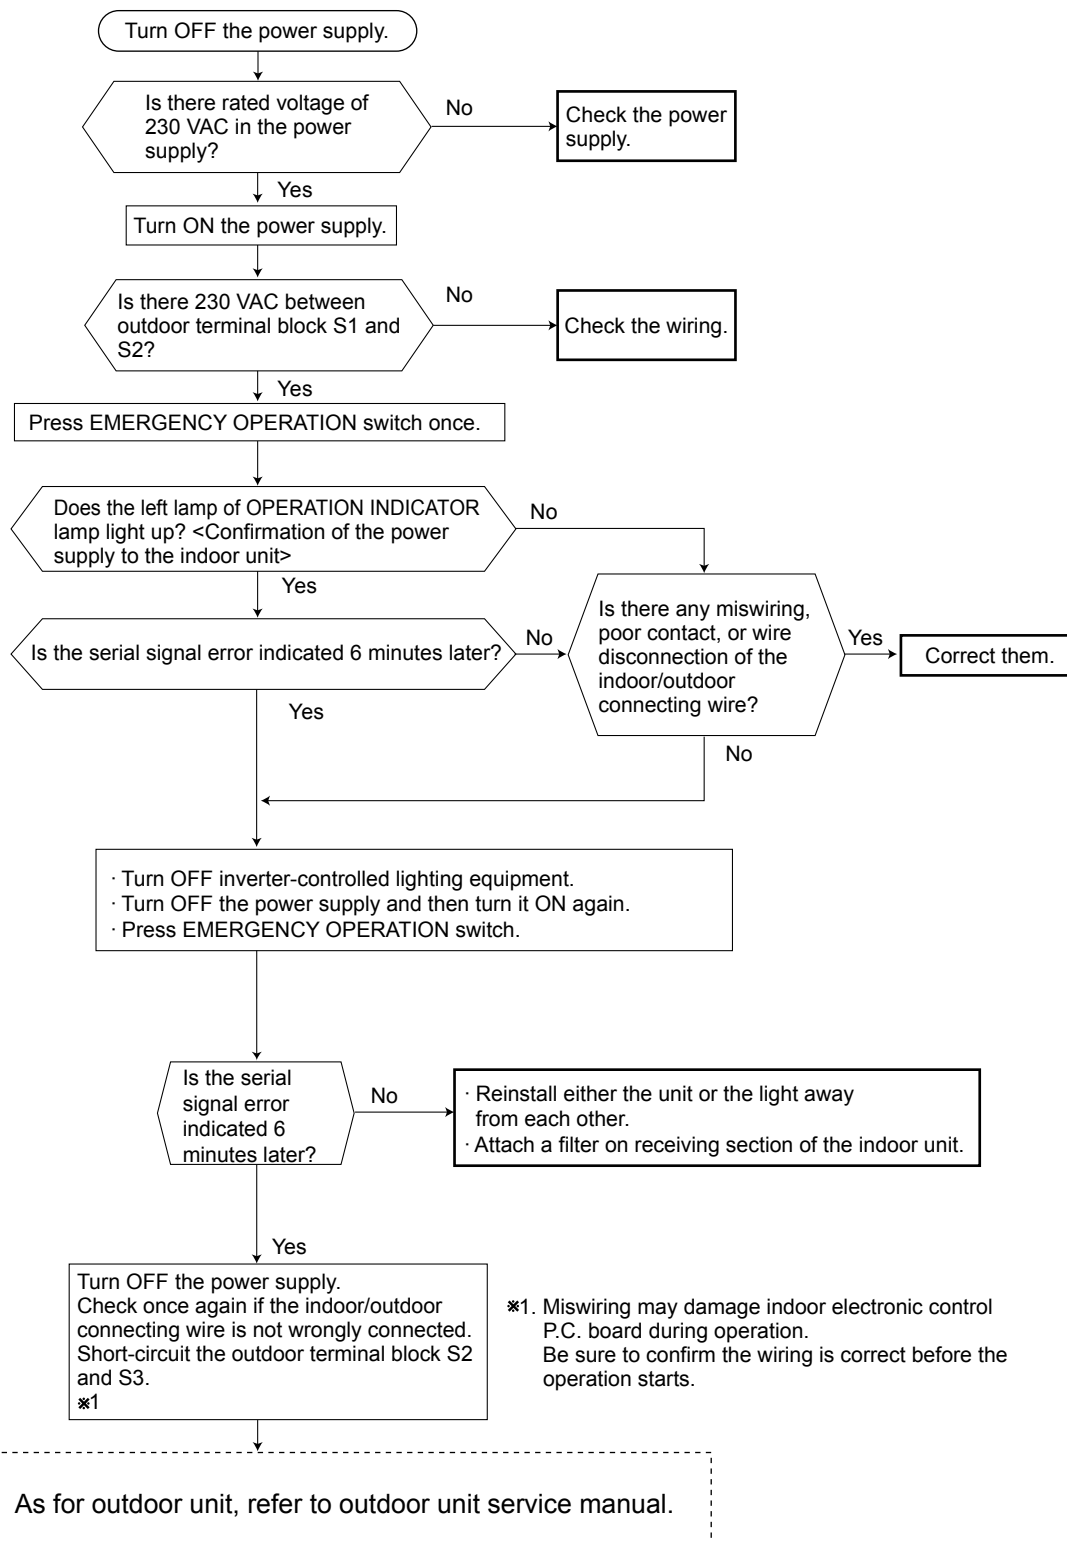 Turn OFF the power supply.
Is there rated voltage of
230 VAC in the power
supply?
No
Check the power
supply.
Yes
Turn ON the power supply.
Is there 230 VAC between
outdoor terminal block S1 and
S2?
No
Check the wiring.
Yes
Press EMERGENCY OPERATION switch once.
Does the left lamp of OPERATION INDICATOR
lamp light up? <Confirmation of the power
supply to the indoor unit>
No
Yes
Is the serial signal error indicated 6 minutes later?
No
Is there any miswiring,
poor contact, or wire
disconnection of the
indoor/outdoor
connecting wire?
Yes
Correct them.
Yes
No
· Turn OFF inverter-controlled lighting equipment.
· Turn OFF the power supply and then turn it ON again.
· Press EMERGENCY OPERATION switch.
Is the serial
signal error
indicated 6
minutes later?
No
· Reinstall either the unit or the light away
from each other.
· Attach a filter on receiving section of the indoor unit.
Yes
Turn OFF the power supply.
Check once again if the indoor/outdoor
connecting wire is not wrongly connected.
Short-circuit the outdoor terminal block S2
and S3.
※1
※1. Miswiring may damage indoor electronic control
P.C. board during operation.
Be sure to confirm the wiring is correct before the
operation starts.
As for outdoor unit, refer to outdoor unit service manual.